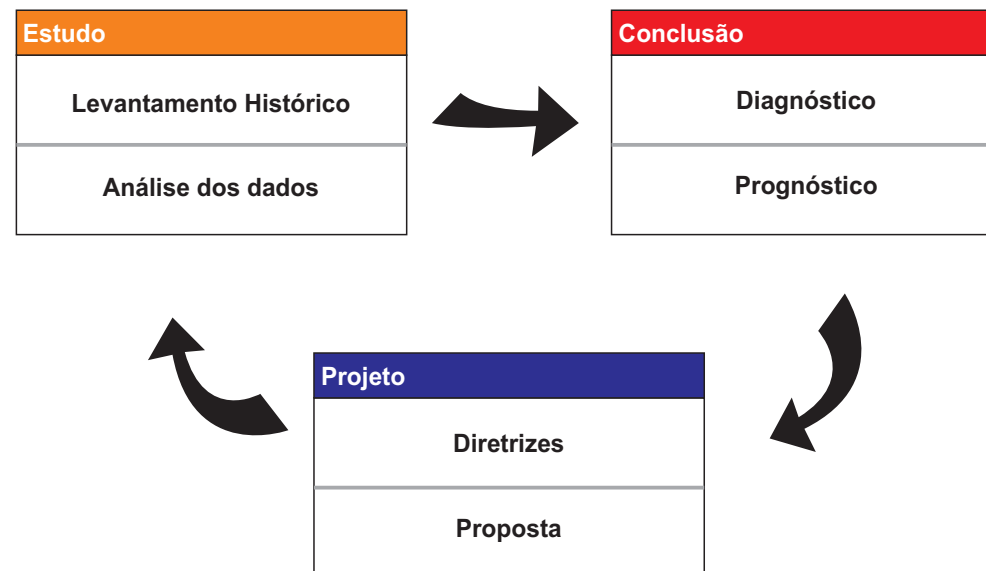 Estudo
Levantamento Histórico
Análise dos dados
Conclusão
Diagnóstico
Prognóstico
Projeto
Diretrizes
Proposta